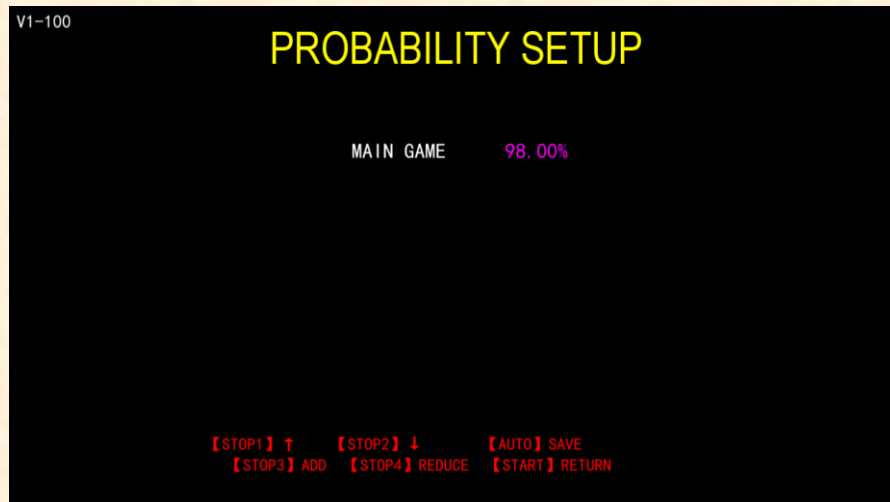 V1-100
PROBABILITY SETUP
MAIN GAME 98.00%
【STOP1】↑ 【STOP2】↓ 【AUTO】SAVE
【STOP3】ADD 【STOP4】REDUCE 【START】RETURN